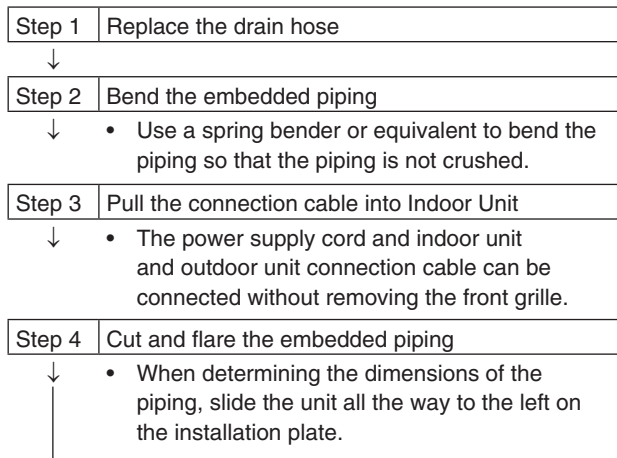 Step 1 Replace the drain hose
↓
Step 2 Bend the embedded piping
↓ • Use a spring bender or equivalent to bend the
piping so that the piping is not crushed.
Step 3 Pull the connection cable into Indoor Unit
↓ • The power supply cord and indoor unit
and outdoor unit connection cable can be
connected without removing the front grille.
Step 4 Cut and flare the embedded piping
↓ • When determining the dimensions of the
piping, slide the unit all the way to the left on
the installation plate.